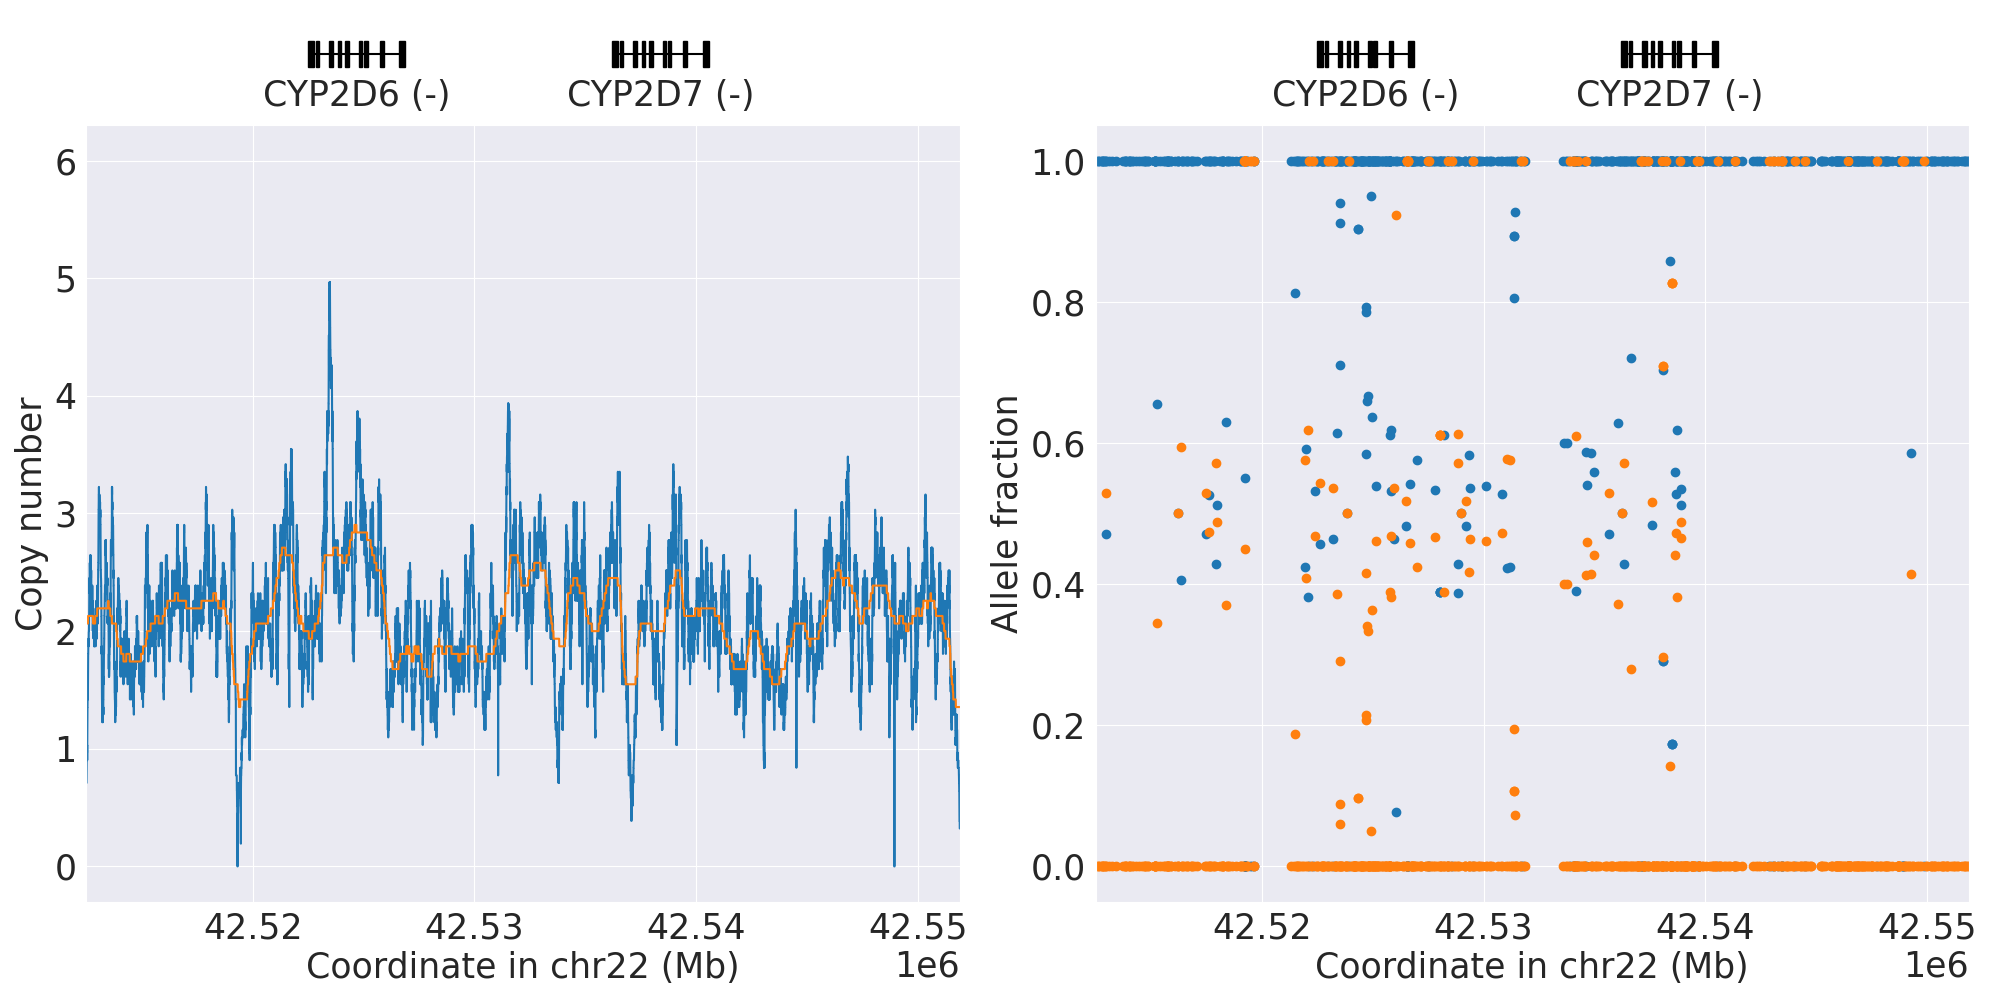 CYP2D6 (-) CYP2D7 (-)
6
5
4
3
2
1
0
Copy number
42.52 42.53 42.54 42.55
Coordinate in chr22 (Mb) 1e6
CYP2D6 (-) CYP2D7 (-)
1.0
0.8
0.6
0.4
0.2
0.0
Allele fraction
42.52 42.53 42.54 42.55
Coordinate in chr22 (Mb) 1e6